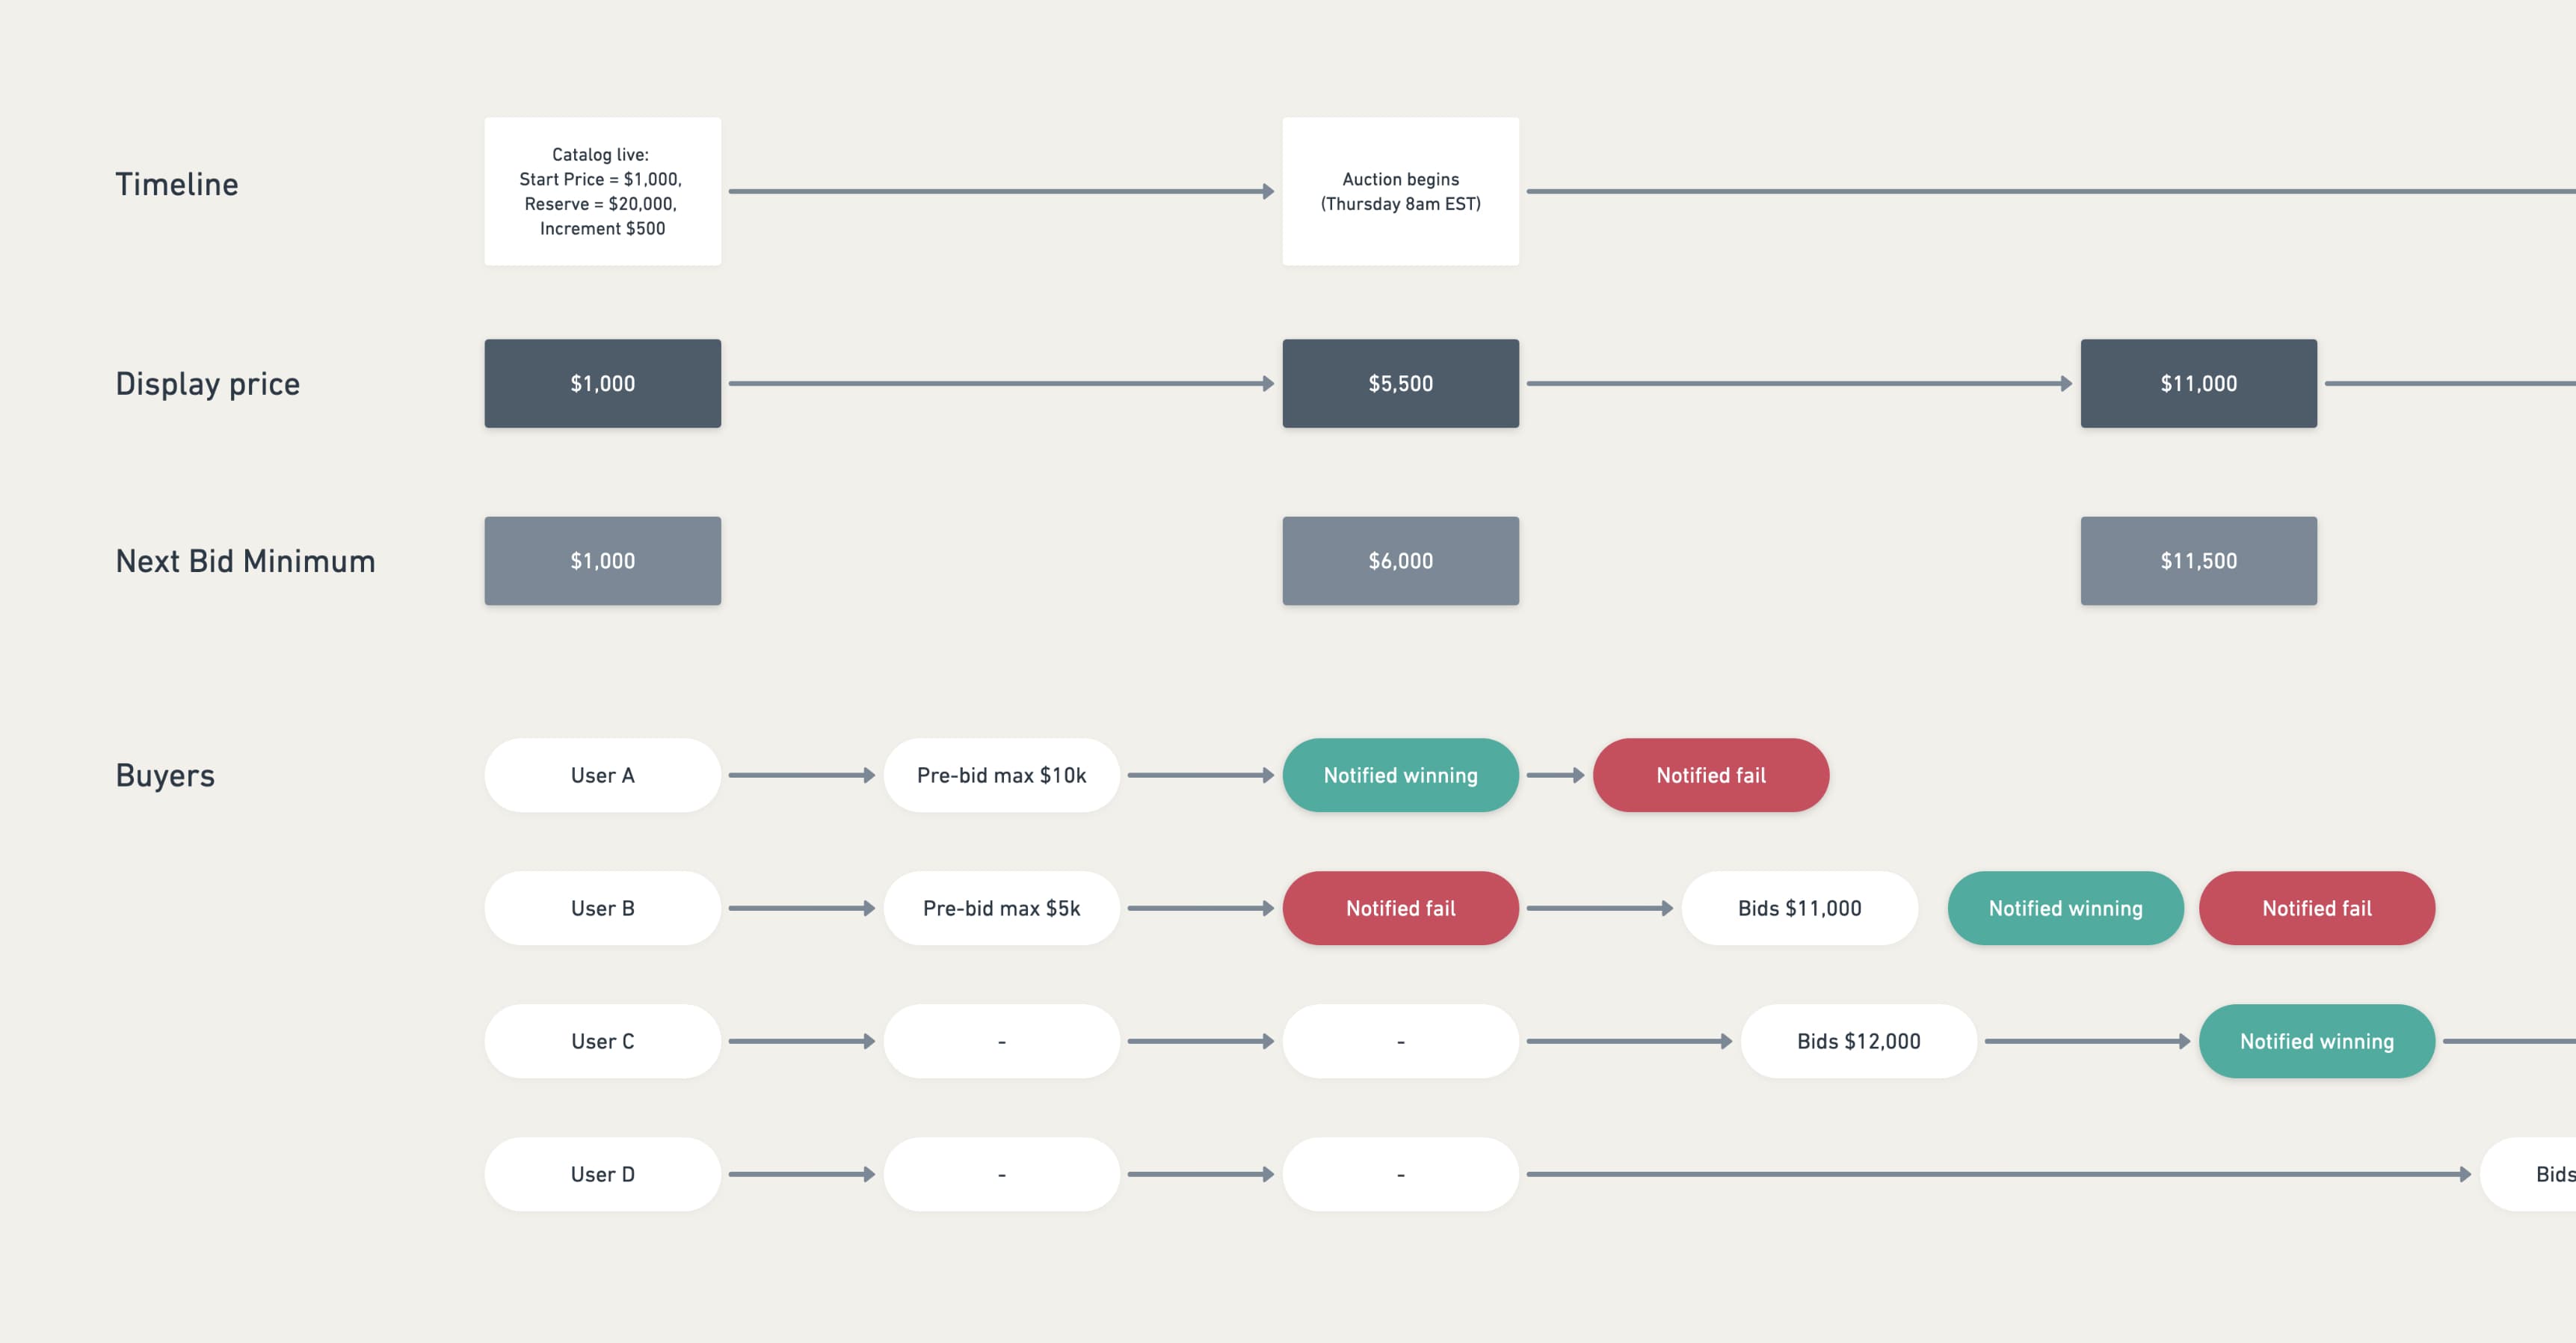 Timeline
Catalog live:
Start Price = $1,000,
Reserve = $20,000,
Increment $500
Auction begins
(Thursday 8am EST)
Display price
$1,000
$5,500
$11,000
Next Bid Minimum
$1,000
$6,000
$11,500
Buyers
User A
Pre-bid max $10k
Notified winning
Notified fail
User B
Pre-bid max $5k
Notified fail
Bids $11,000
Notified winning
Notified fail
User C
-
-
Bids $12,000
Notified winning
User D
-
-
Bids